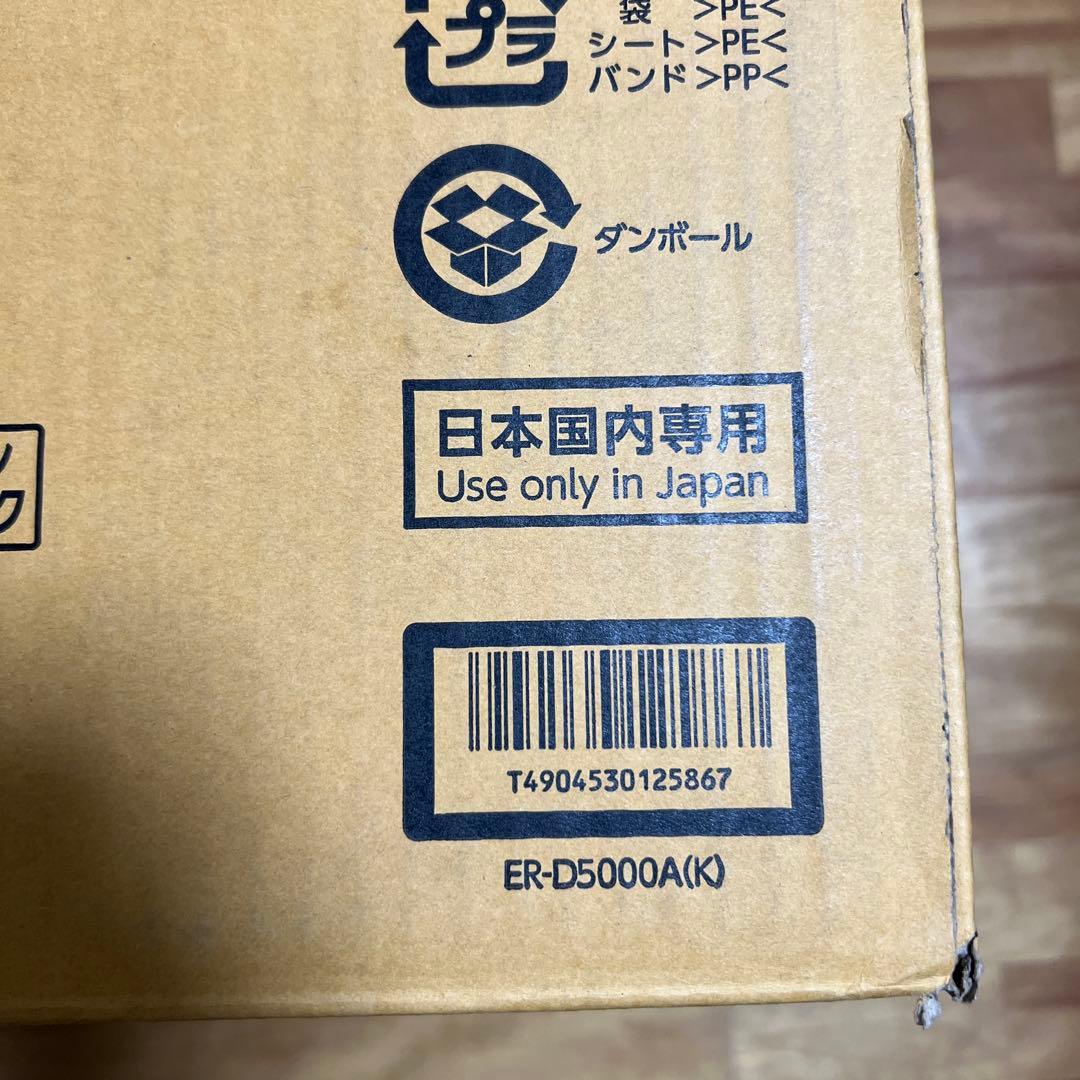 プラ
袋 >PE<
シート >PE<
バンド >PP<
ダンボール
日本国内専用
Use only in Japan
ク
T4904530125867
ER-D5000A(K)